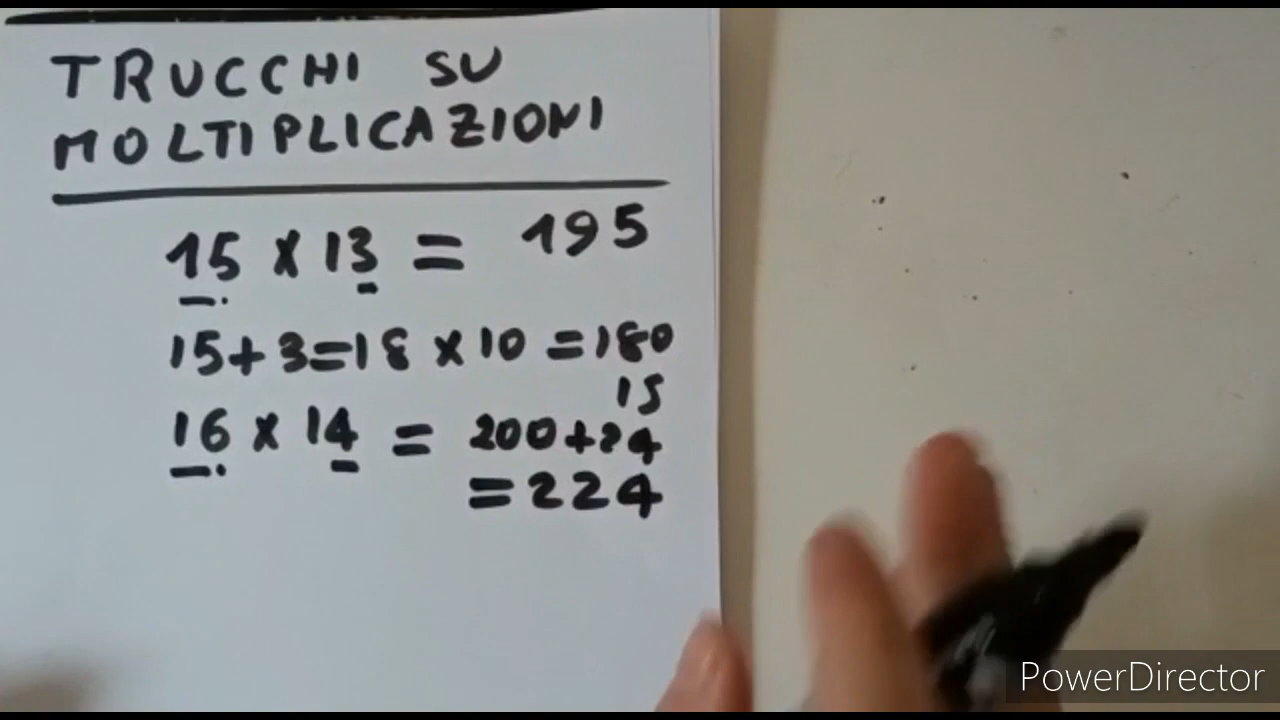 TRUCCHI SU
MOLTIPLICAZIONI
15 x 13 = 195
15+3=18 x 10 =180
15
16 x 14 = 200+24
=224
PowerDirector